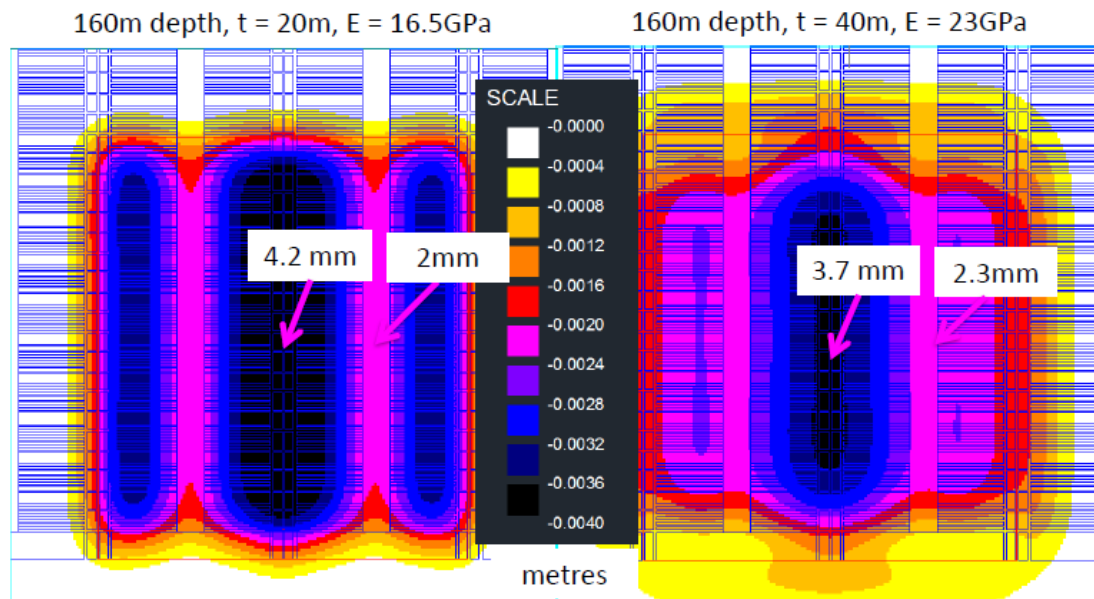 160m depth, t = 20m, E = 16.5GPa
160m depth, t = 40m, E = 23GPa
SCALE
-0.0000
-0.0004
-0.0008
-0.0012
-0.0016
-0.0020
-0.0024
-0.0028
-0.0032
-0.0036
-0.0040
4.2 mm
2mm
3.7 mm
2.3mm
metres